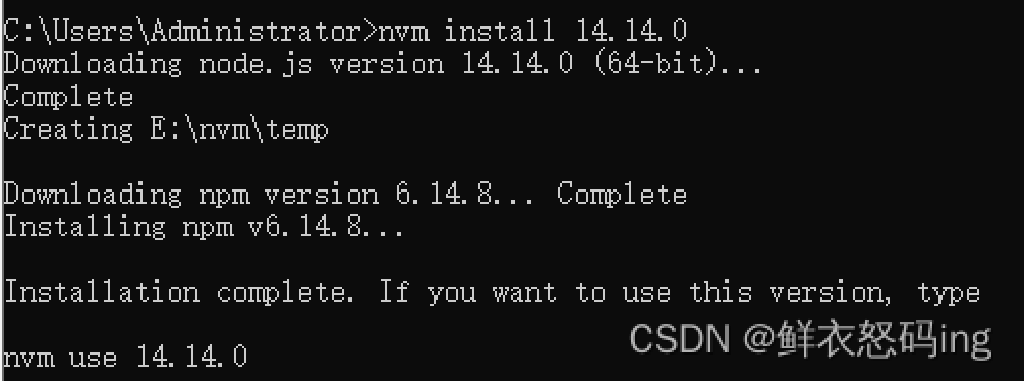 C:\Users\Administrator>nvm install 14.14.0
Downloading node.js version 14.14.0 (64-bit)...
Complete
Creating E:\nvm\temp
Downloading npm version 6.14.8... Complete
Installing npm v6.14.8...
Installation complete. If you want to use this version, type
nvm use 14.14.0
CSDN @鲜衣怒码ing